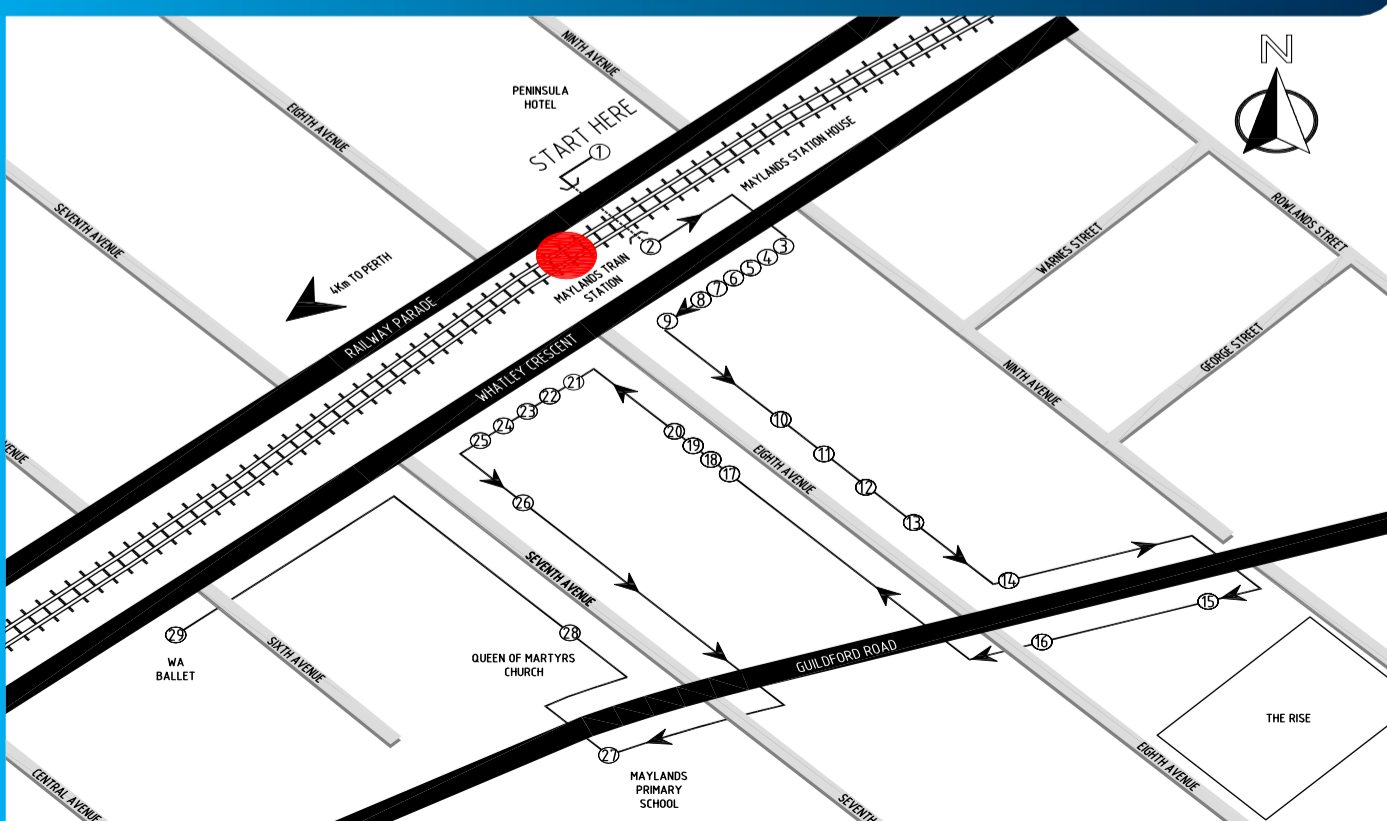 N
NINTH AVENUE
PENINSULA
HOTEL
EIGHTH AVENUE
START HERE
1
MAYLANDS STATION HOUSE
ROWLANDS STREET
SEVENTH AVENUE
WARNES STREET
2
3
4
5
6
7
8
9
4Km TO PERTH
MAYLANDS TRAIN
STATION
RAILWAY PARADE
WHATLEY CRESCENT
GEORGE STREET
NINTH AVENUE
21
22
23
24
25
10
11
12
13
14
20
19
18
17
EIGHTH AVENUE
ENUE
26
SEVENTH AVENUE
15
16
29
WA
BALLET
SIXTH AVENUE
28
QUEEN OF MARTYRS
CHURCH
GUILDFORD ROAD
THE RISE
27
MAYLANDS
PRIMARY
SCHOOL
EIGHTH AVENUE
CENTRAL AVENUE
SEVENTH